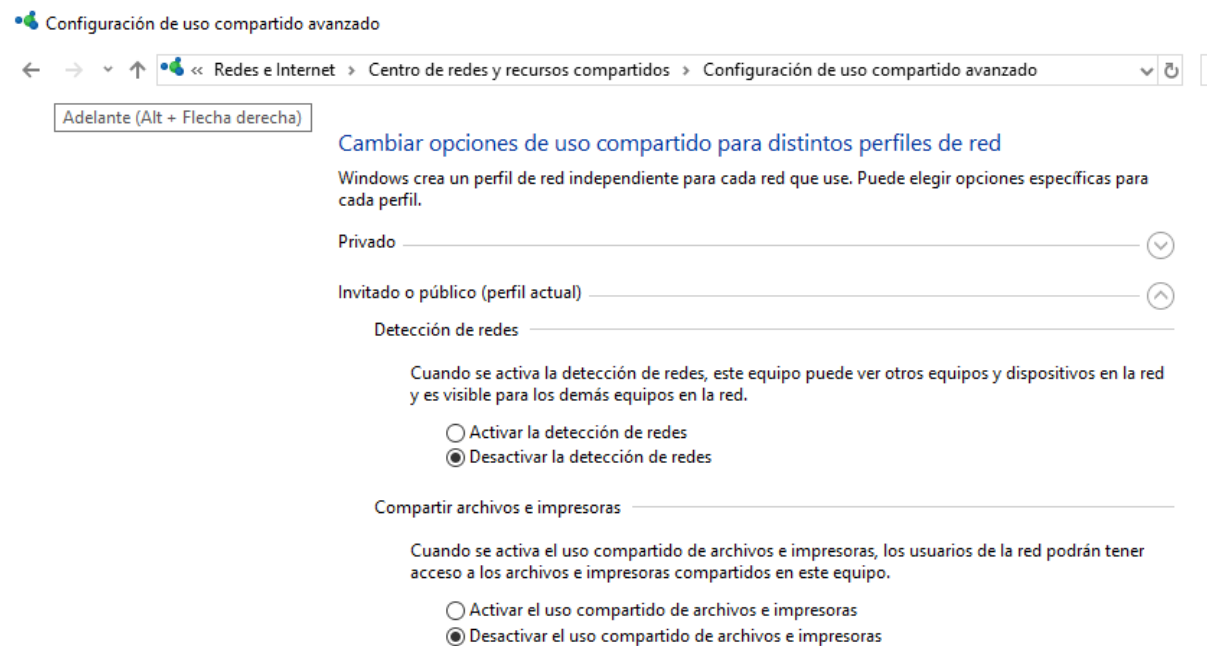 Configuración de uso compartido avanzado
« Redes e Internet > Centro de redes y recursos compartidos > Configuración de uso compartido avanzado
Adelante (Alt + Flecha derecha)
Cambiar opciones de uso compartido para distintos perfiles de red
Windows crea un perfil de red independiente para cada red que use. Puede elegir opciones específicas para
cada perfil.
Privado
Invitado o público (perfil actual)
Detección de redes
Cuando se activa la detección de redes, este equipo puede ver otros equipos y dispositivos en la red
y es visible para los demás equipos en la red.
Activar la detección de redes
Desactivar la detección de redes
Compartir archivos e impresoras
Cuando se activa el uso compartido de archivos e impresoras, los usuarios de la red podrán tener
acceso a los archivos e impresoras compartidos en este equipo.
Activar el uso compartido de archivos e impresoras
Desactivar el uso compartido de archivos e impresoras